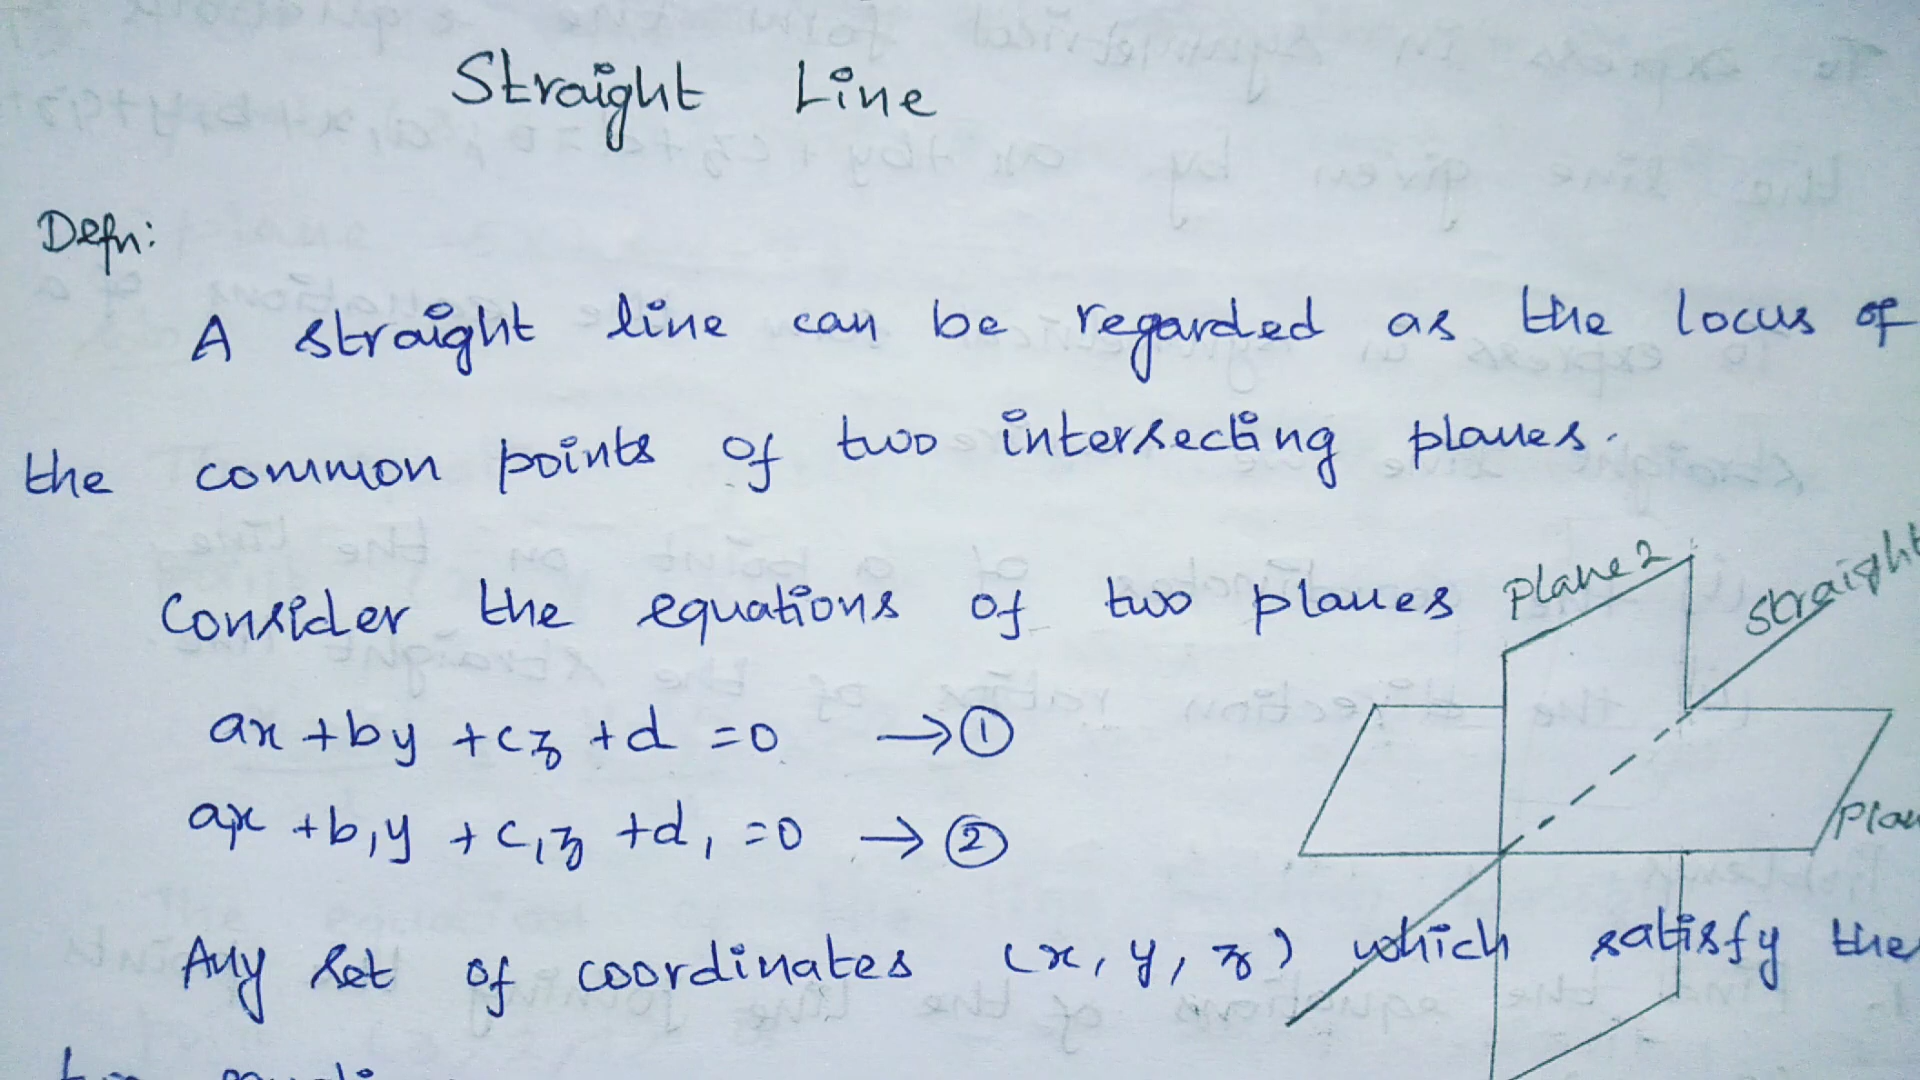 Straight Line
Defn:
A straight line can be regarded as the locus of
the common points of two intersecting planes.
Consider the equations of two planes
plane 2
straight
ax + by + cz + d = 0 → ①
a₁x + b₁y + c₁z + d₁ = 0 → ②
Any set of coordinates (x, y, z) which satisfy the